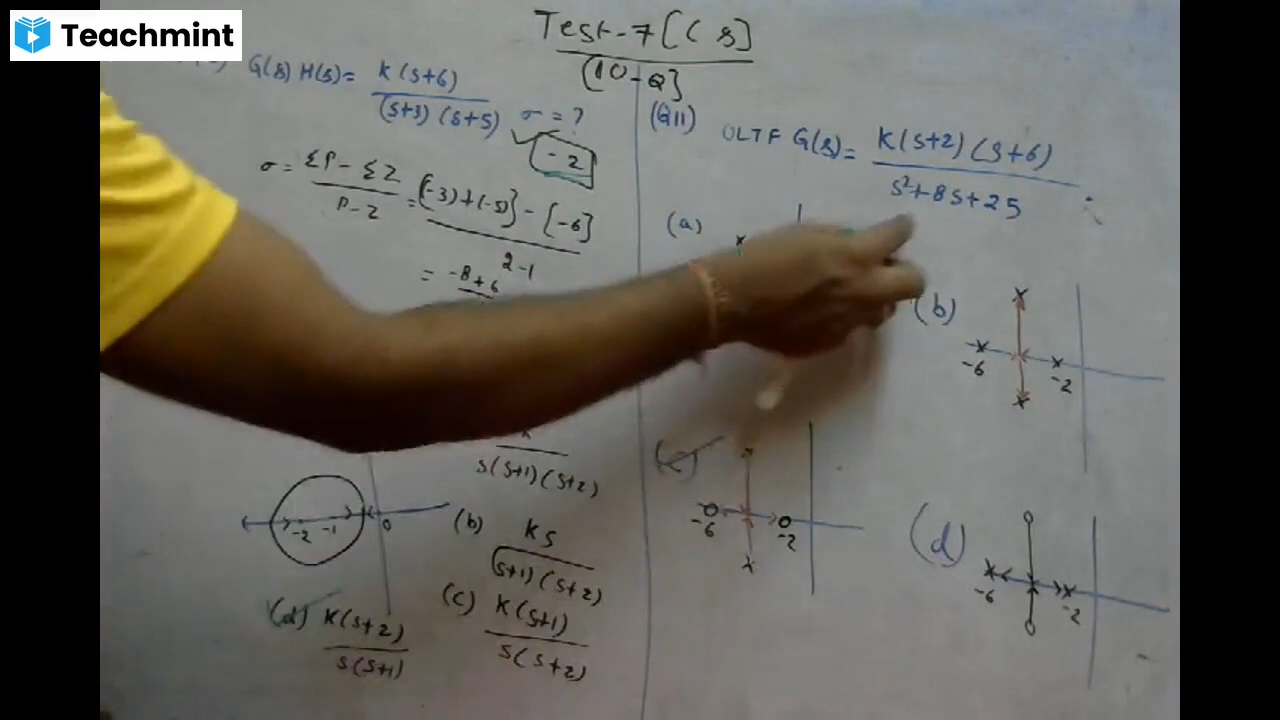 Teachmint
Test-7 [CS]
(10-Q)
G(s) H(s) = K(s+6)
(s+3) (s+5) σ = ?
-2
σ = ΣP - ΣZ
P-Z
= (-3)+(-5)] - [-6]
2-1
= -8+6
s(s+1)(s+2)
-2 -1 0
(b) Ks
(s+1)(s+2)
(d) K(s+2)
s(s+1)
(c) K(s+1)
s(s+2)
(Q11) OLTF G(s) = K(s+2)(s+6)
s²+8s+25
(a)
(b)
-6 -2
(c)
-6 -2
(d)
-6 -2